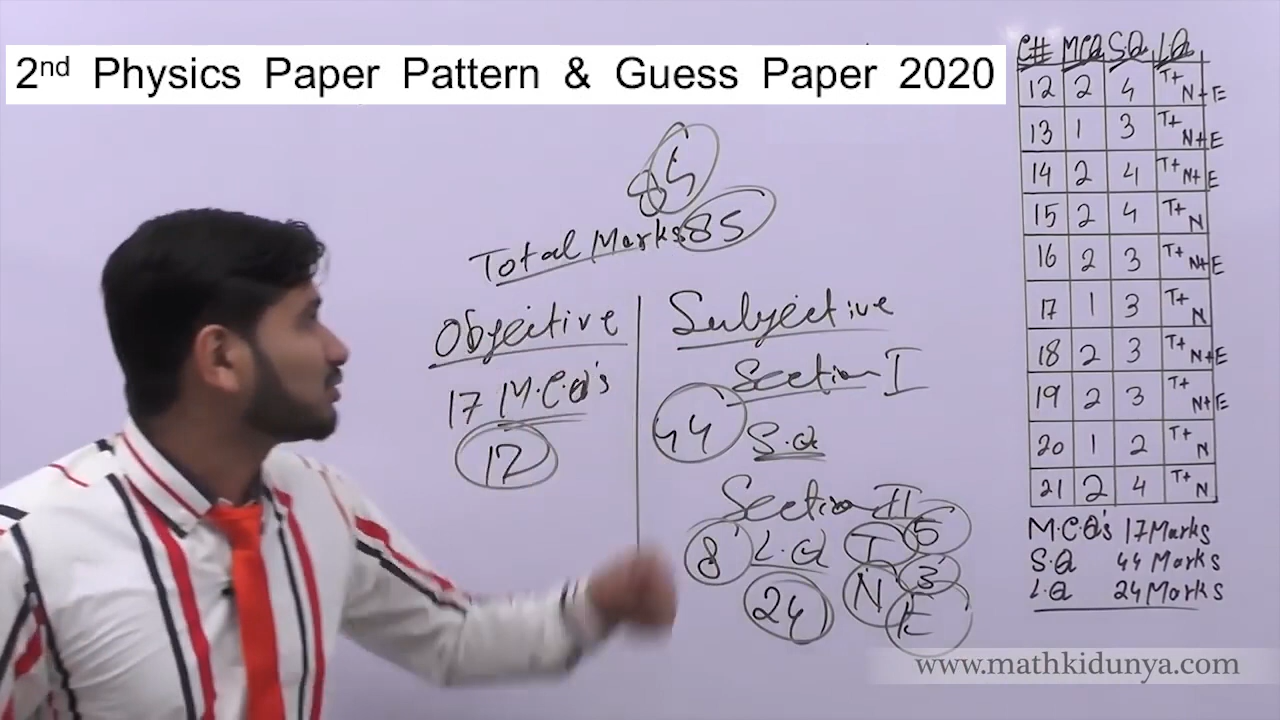 2nd Physics Paper Pattern & Guess Paper 2020
85
Total Marks 85
Objective
17 M.C.Q's
17
Subjective
Section I
44 S.Q
Section II
8 L.Q T 5
24 N 3
E
C# MCQ SQ LQ
12 2 4 T+N+E
13 1 3 T+N+E
14 2 4 T+N+E
15 2 4 T+N
16 2 3 T+N+E
17 1 3 T+N
18 2 3 T+N+E
19 2 3 T+N+E
20 1 2 T+N
21 2 4 T+N
M.C.Q's 17 Marks
S.Q 44 Marks
L.Q 24 Marks
www.mathkidunya.com